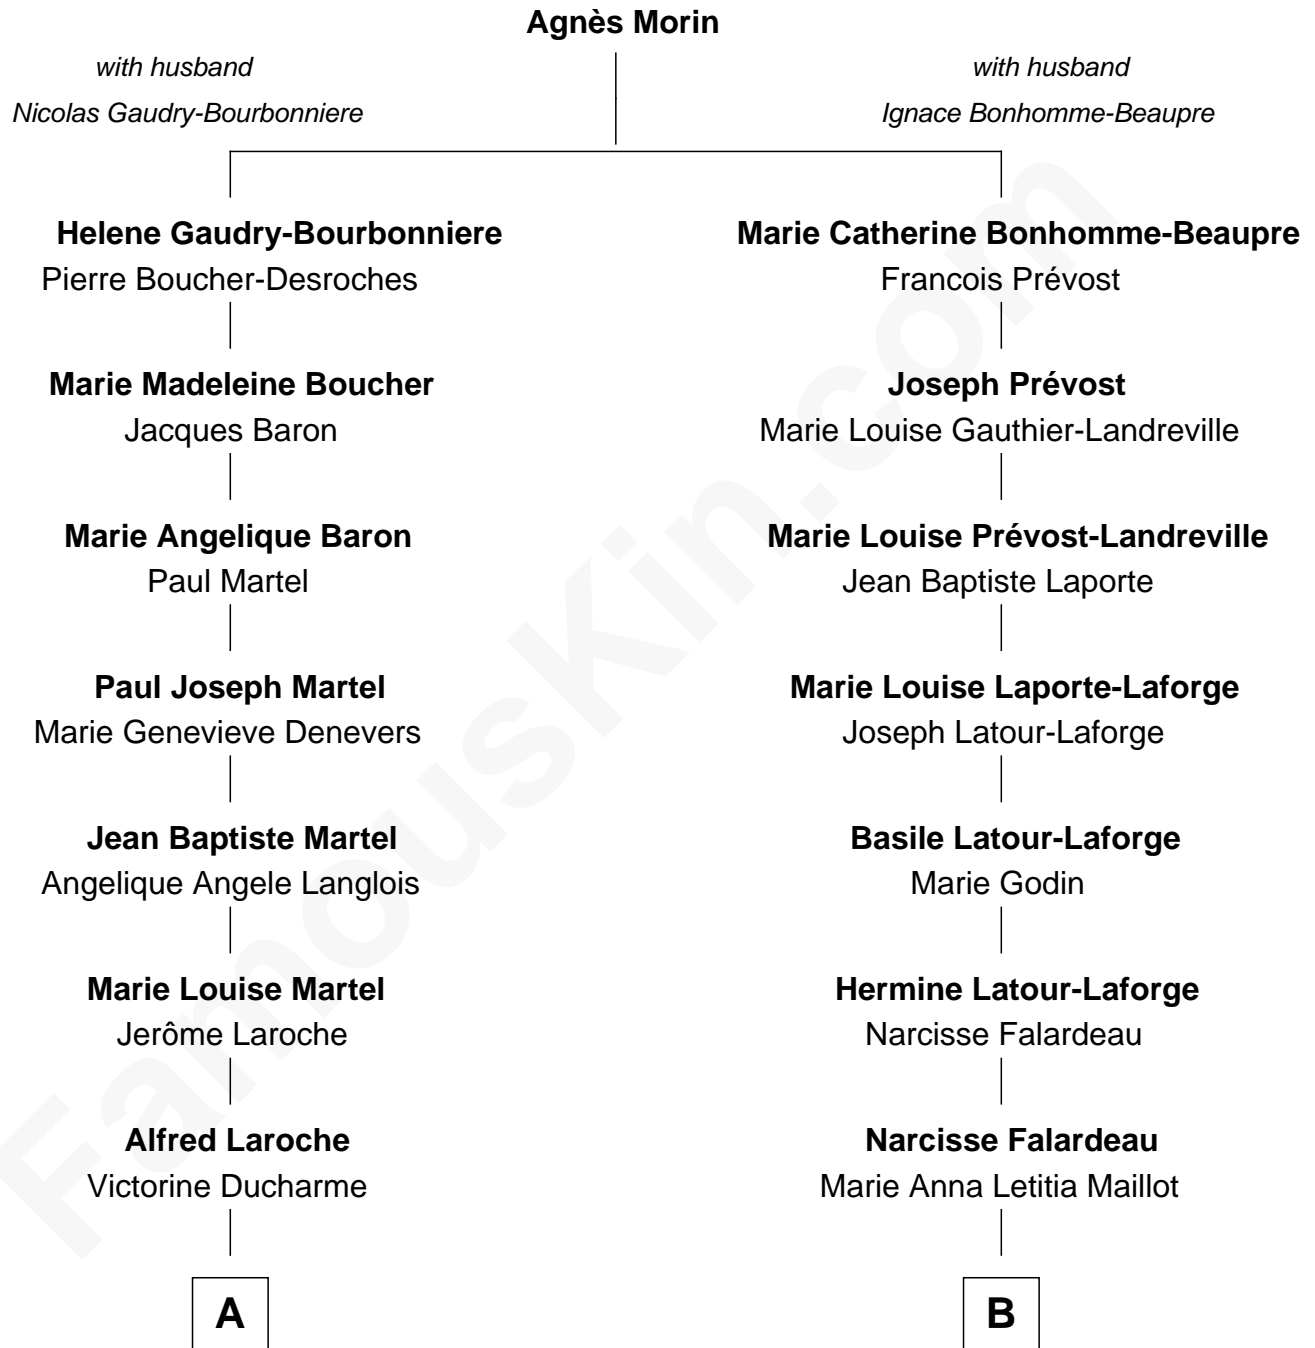 Agnès Morin
with husband
Nicolas Gaudry-Bourbonniere
with husband
Ignace Bonhomme-Beaupre
Helene Gaudry-Bourbonniere
Pierre Boucher-Desroches
Marie Madeleine Boucher
Jacques Baron
Marie Angelique Baron
Paul Martel
Paul Joseph Martel
Marie Genevieve Denevers
Jean Baptiste Martel
Angelique Angele Langlois
Marie Louise Martel
Jerôme Laroche
Alfred Laroche
Victorine Ducharme
A
Marie Catherine Bonhomme-Beaupre
Francois Prévost
Joseph Prévost
Marie Louise Gauthier-Landreville
Marie Louise Prévost-Landreville
Jean Baptiste Laporte
Marie Louise Laporte-Laforge
Joseph Latour-Laforge
Basile Latour-Laforge
Marie Godin
Hermine Latour-Laforge
Narcisse Falardeau
Narcisse Falardeau
Marie Anna Letitia Maillot
B
FamousKin.com